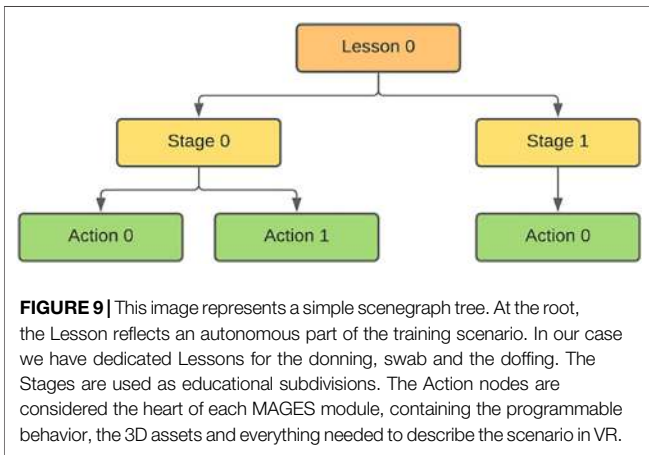 Lesson 0
Stage 0
Stage 1
Action 0
Action 1
Action 0
FIGURE 9 | This image represents a simple scenegraph tree. At the root,
the Lesson reflects an autonomous part of the training scenario. In our case
we have dedicated Lessons for the donning, swab and the doffing. The
Stages are used as educational subdivisions. The Action nodes are
considered the heart of each MAGES module, containing the programmable
behavior, the 3D assets and everything needed to describe the scenario in VR.